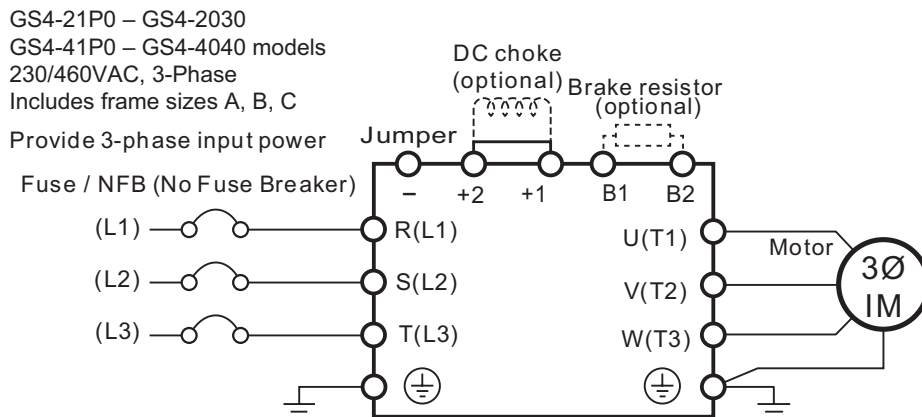 GS4-21P0 – GS4-2030
GS4-41P0 – GS4-4040 models
230/460VAC, 3-Phase
Includes frame sizes A, B, C
Provide 3-phase input power
DC choke
(optional)
Brake resistor
(optional)
Jumper
– +2 +1 B1 B2
Fuse / NFB (No Fuse Breaker)
(L1) R(L1) U(T1)
Motor
(L2) S(L2) V(T2)
3Ø
IM
(L3) T(L3) W(T3)